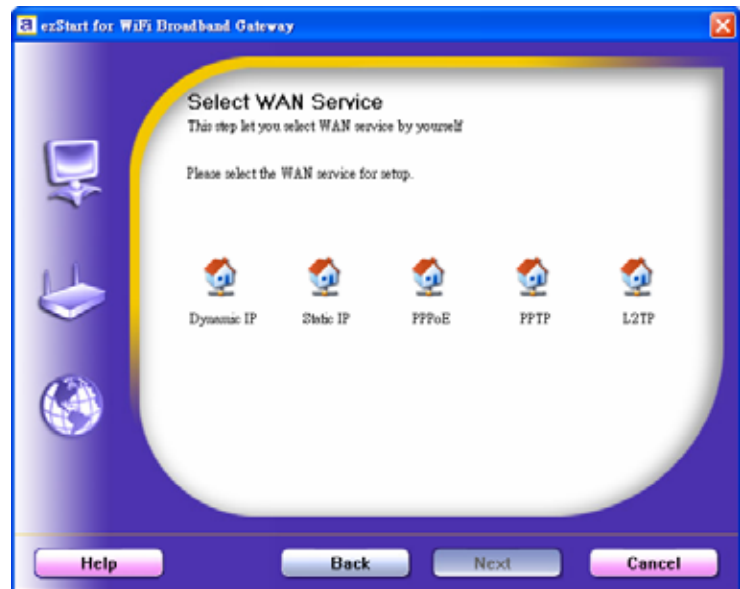 a ezStart for WiFi Broadband Gateway
Select WAN Service
This step let you select WAN service by yourself
Please select the WAN service for setup.
Dynamic IP Static IP PPPoE PPTP L2TP
Help Back Next Cancel